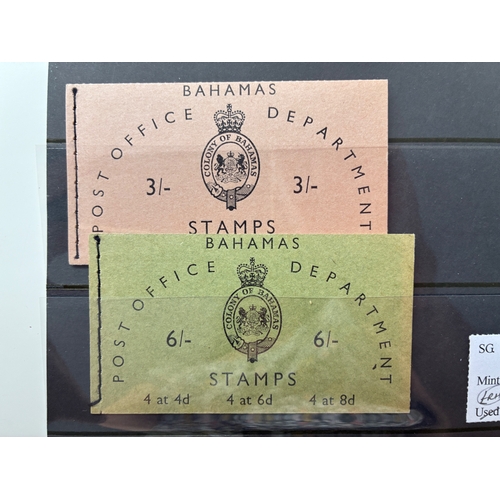 BAHAMAS
POST OFFICE DEPARTMENT
COLONY OF BAHAMAS
3/- 3/-
STAMPS
BAHAMAS
POST OFFICE DEPARTMENT
COLONY OF BAHAMAS
6/- 6/-
STAMPS
4 at 4d 4 at 6d 4 at 8d
SG
Mint
Used